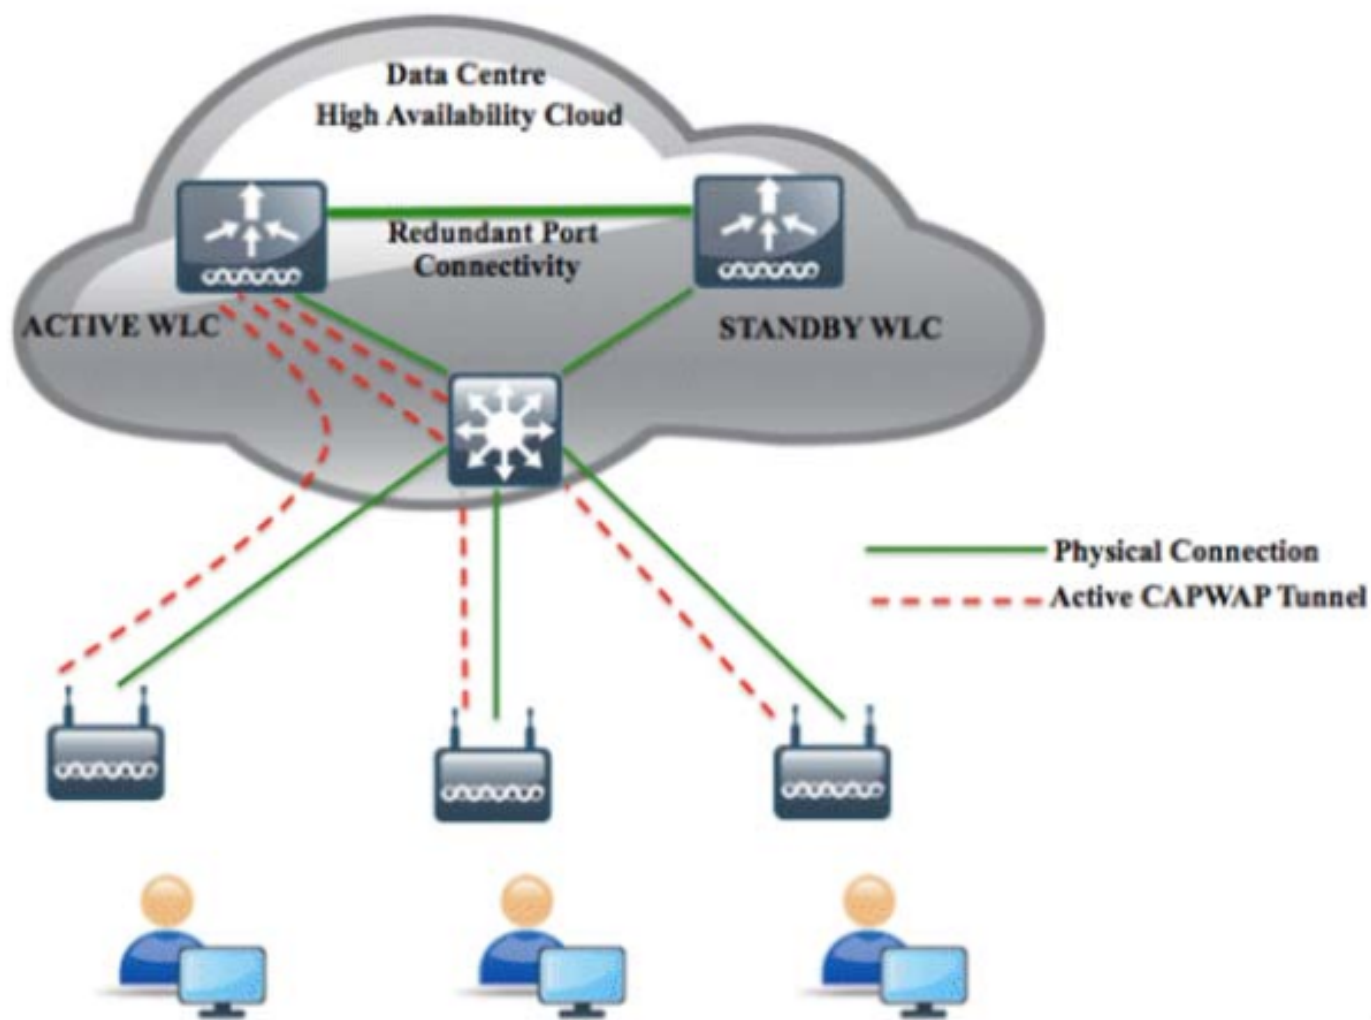 Data Centre
High Availability Cloud
Redundant Port
Connectivity
ACTIVE WLC
STANDBY WLC
Physical Connection
Active CAPWAP Tunnel